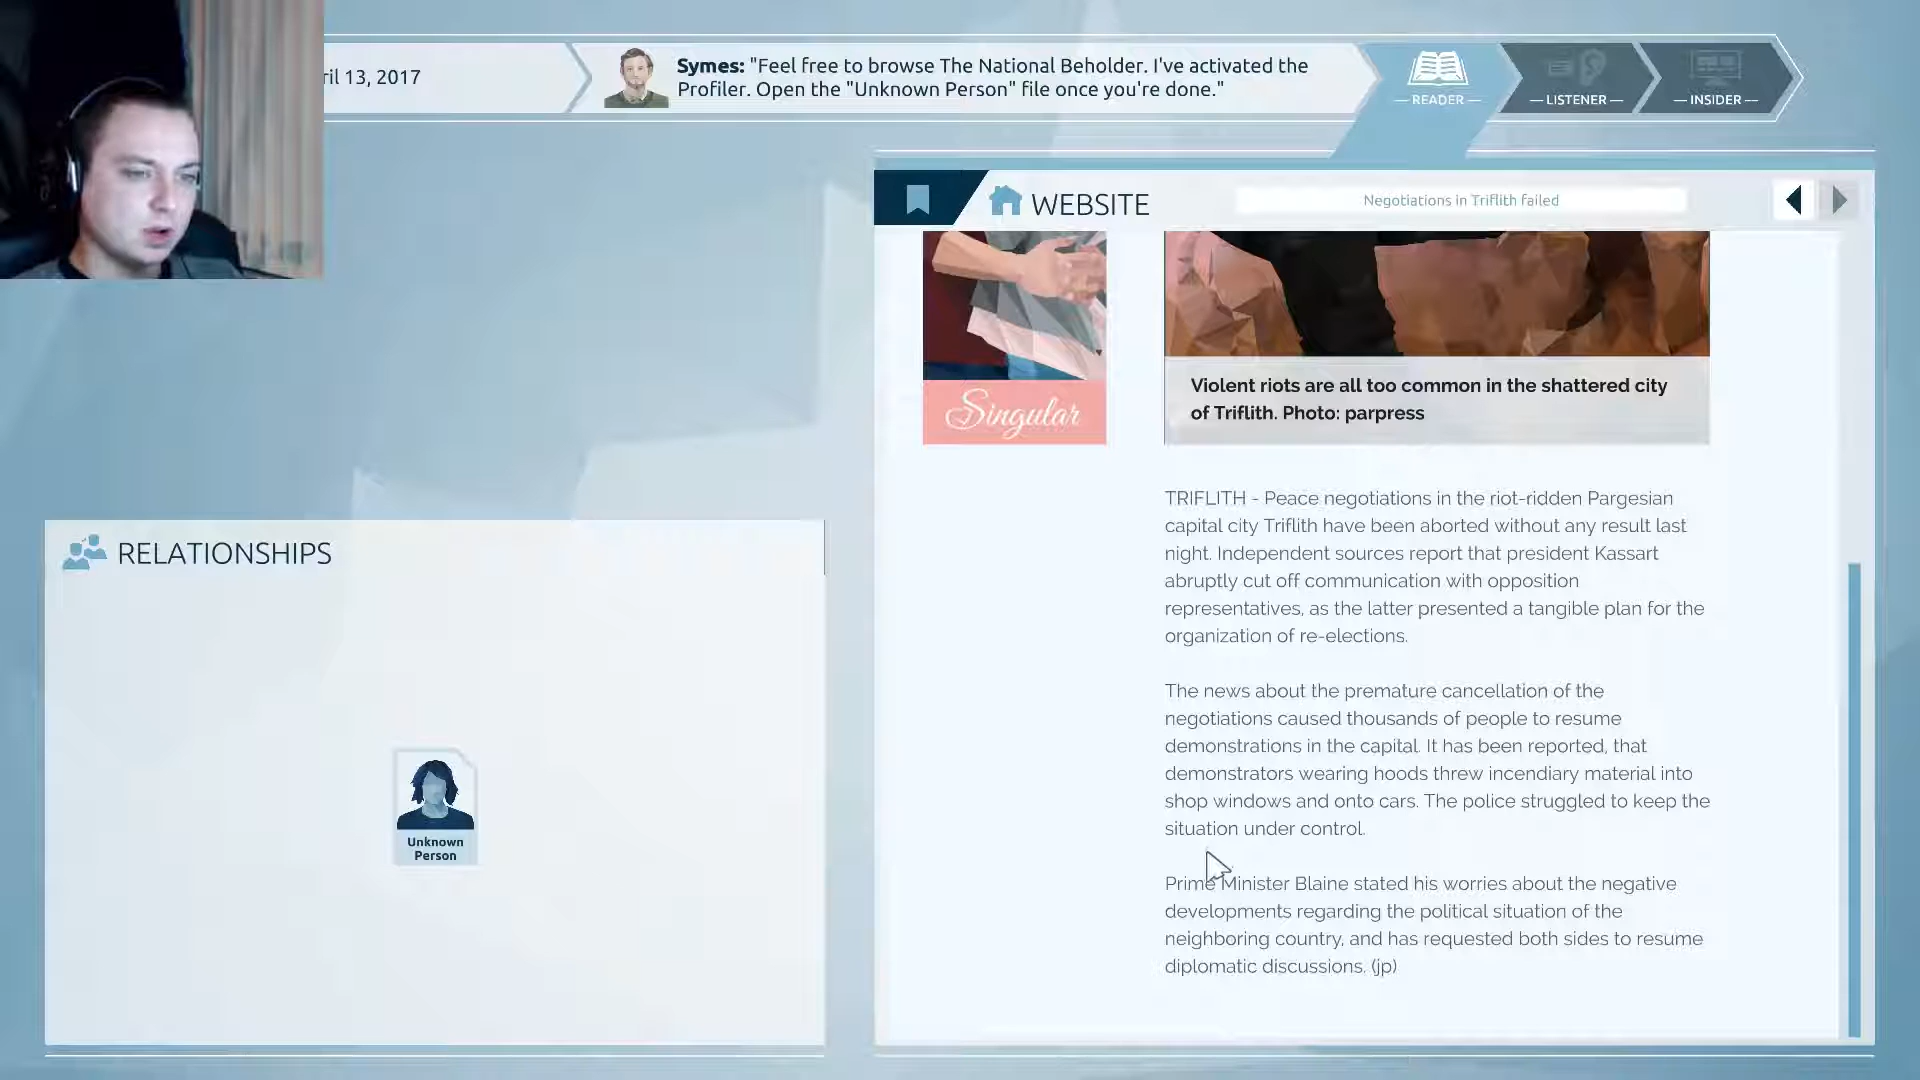 ril 13, 2017
Symes: "Feel free to browse The National Beholder. I've activated the
Profiler. Open the "Unknown Person" file once you're done."
— READER —
— LISTENER —
— INSIDER —
WEBSITE
Negotiations in Triflith failed
Singular
Violent riots are all too common in the shattered city
of Triflith. Photo: parpress
TRIFLITH - Peace negotiations in the riot-ridden Pargesian
capital city Triflith have been aborted without any result last
night. Independent sources report that president Kassart
abruptly cut off communication with opposition
representatives, as the latter presented a tangible plan for the
organization of re-elections.
The news about the premature cancellation of the
negotiations caused thousands of people to resume
demonstrations in the capital. It has been reported, that
demonstrators wearing hoods threw incendiary material into
shop windows and onto cars. The police struggled to keep the
situation under control.
Prime Minister Blaine stated his worries about the negative
developments regarding the political situation of the
neighboring country, and has requested both sides to resume
diplomatic discussions. (jp)
RELATIONSHIPS
Unknown
Person